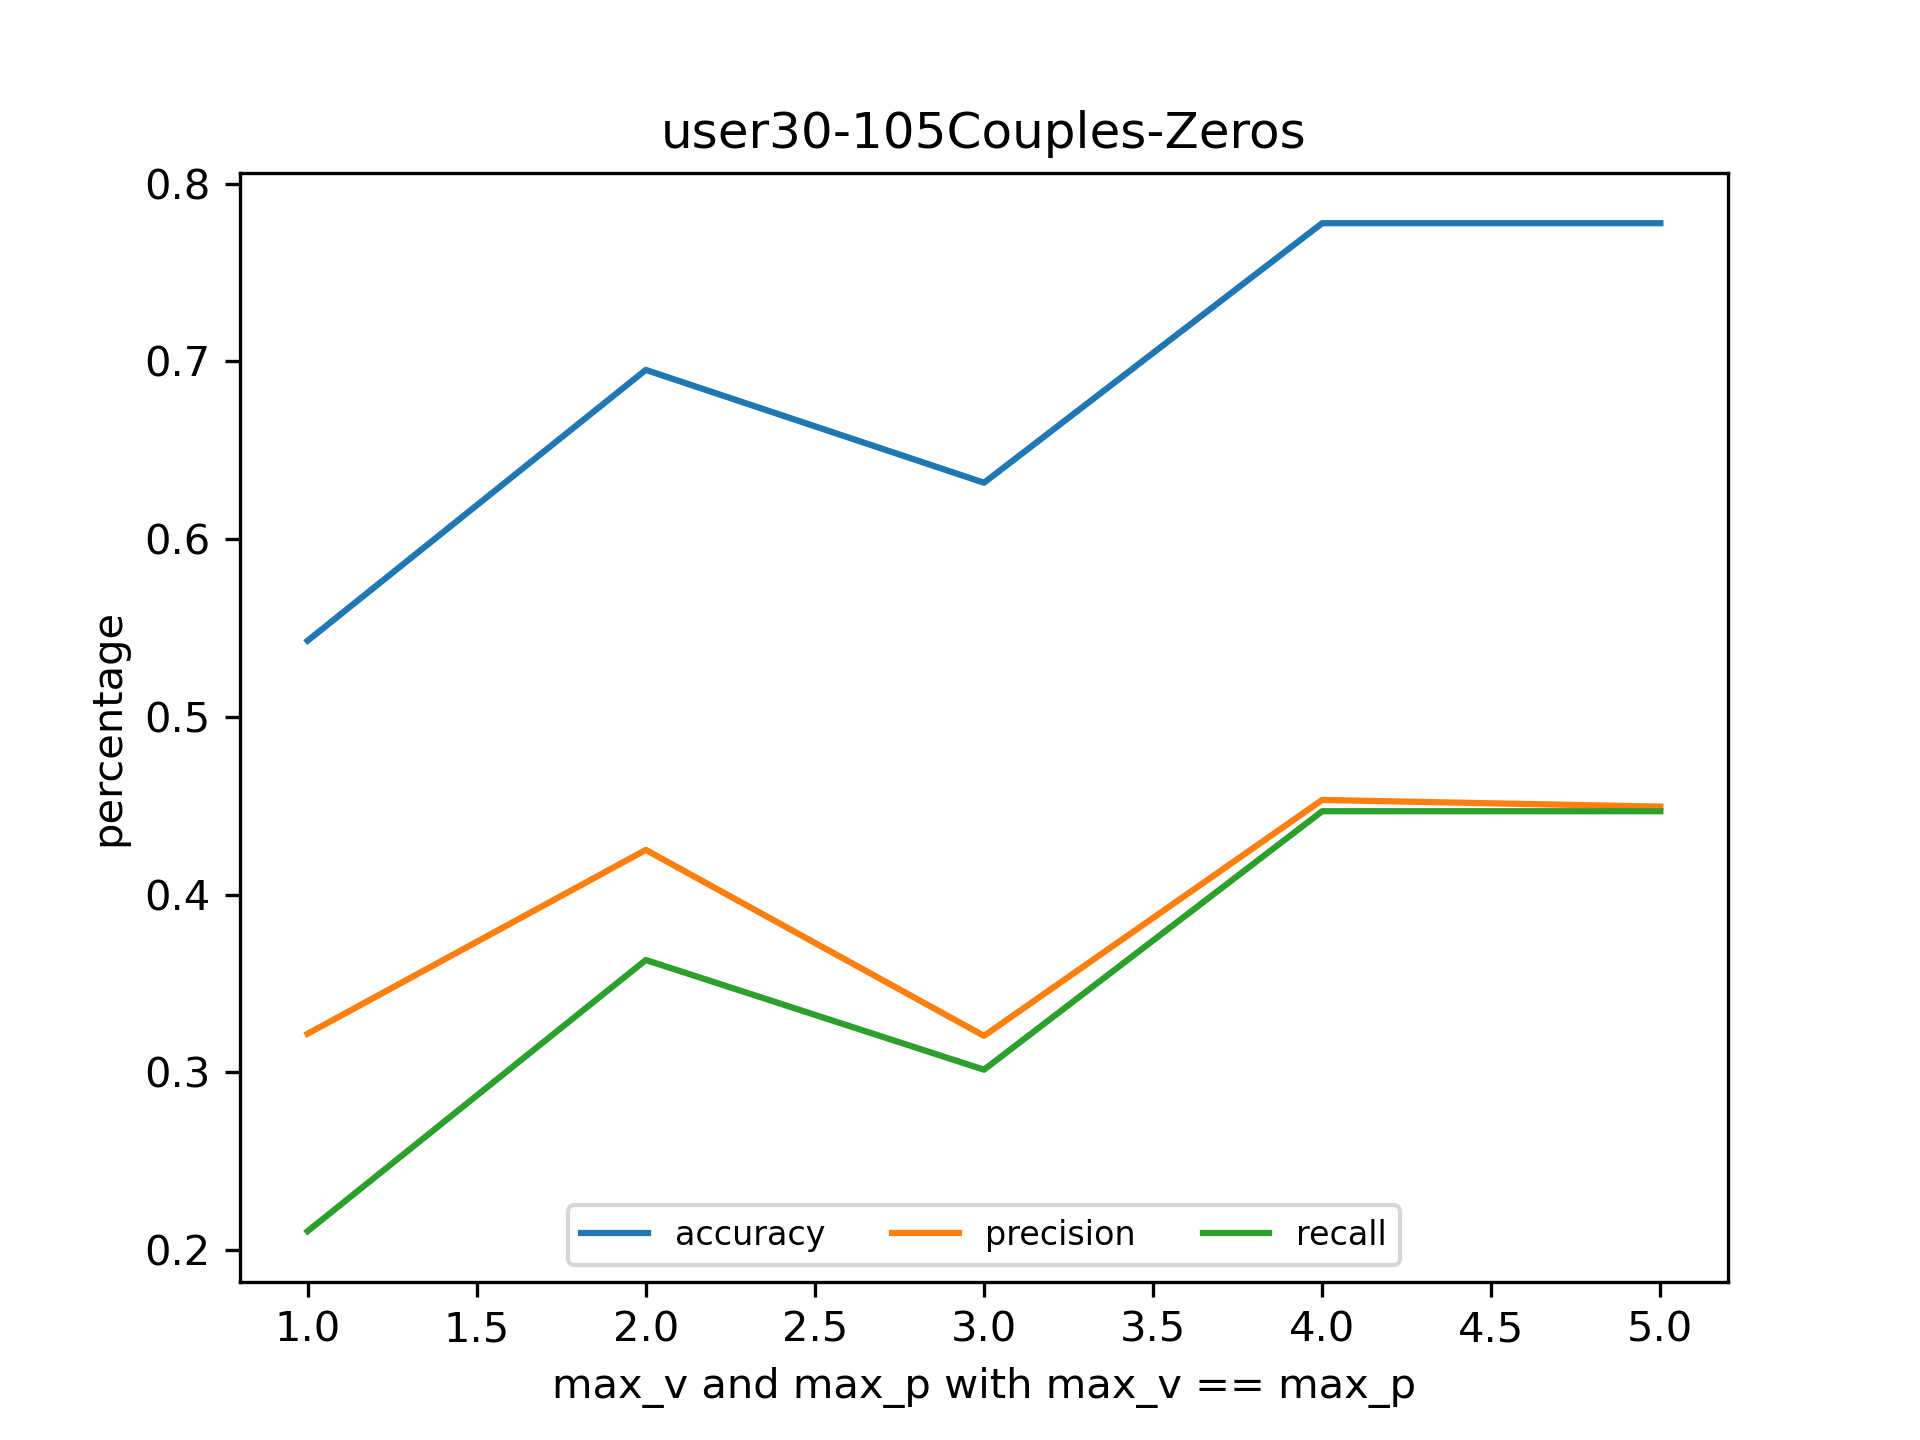 user30-105Couples-Zeros
0.8
0.7
0.6
0.5
0.4
0.3
0.2
percentage
accuracy precision recall
1.0 1.5 2.0 2.5 3.0 3.5 4.0 4.5 5.0
max_v and max_p with max_v == max_p